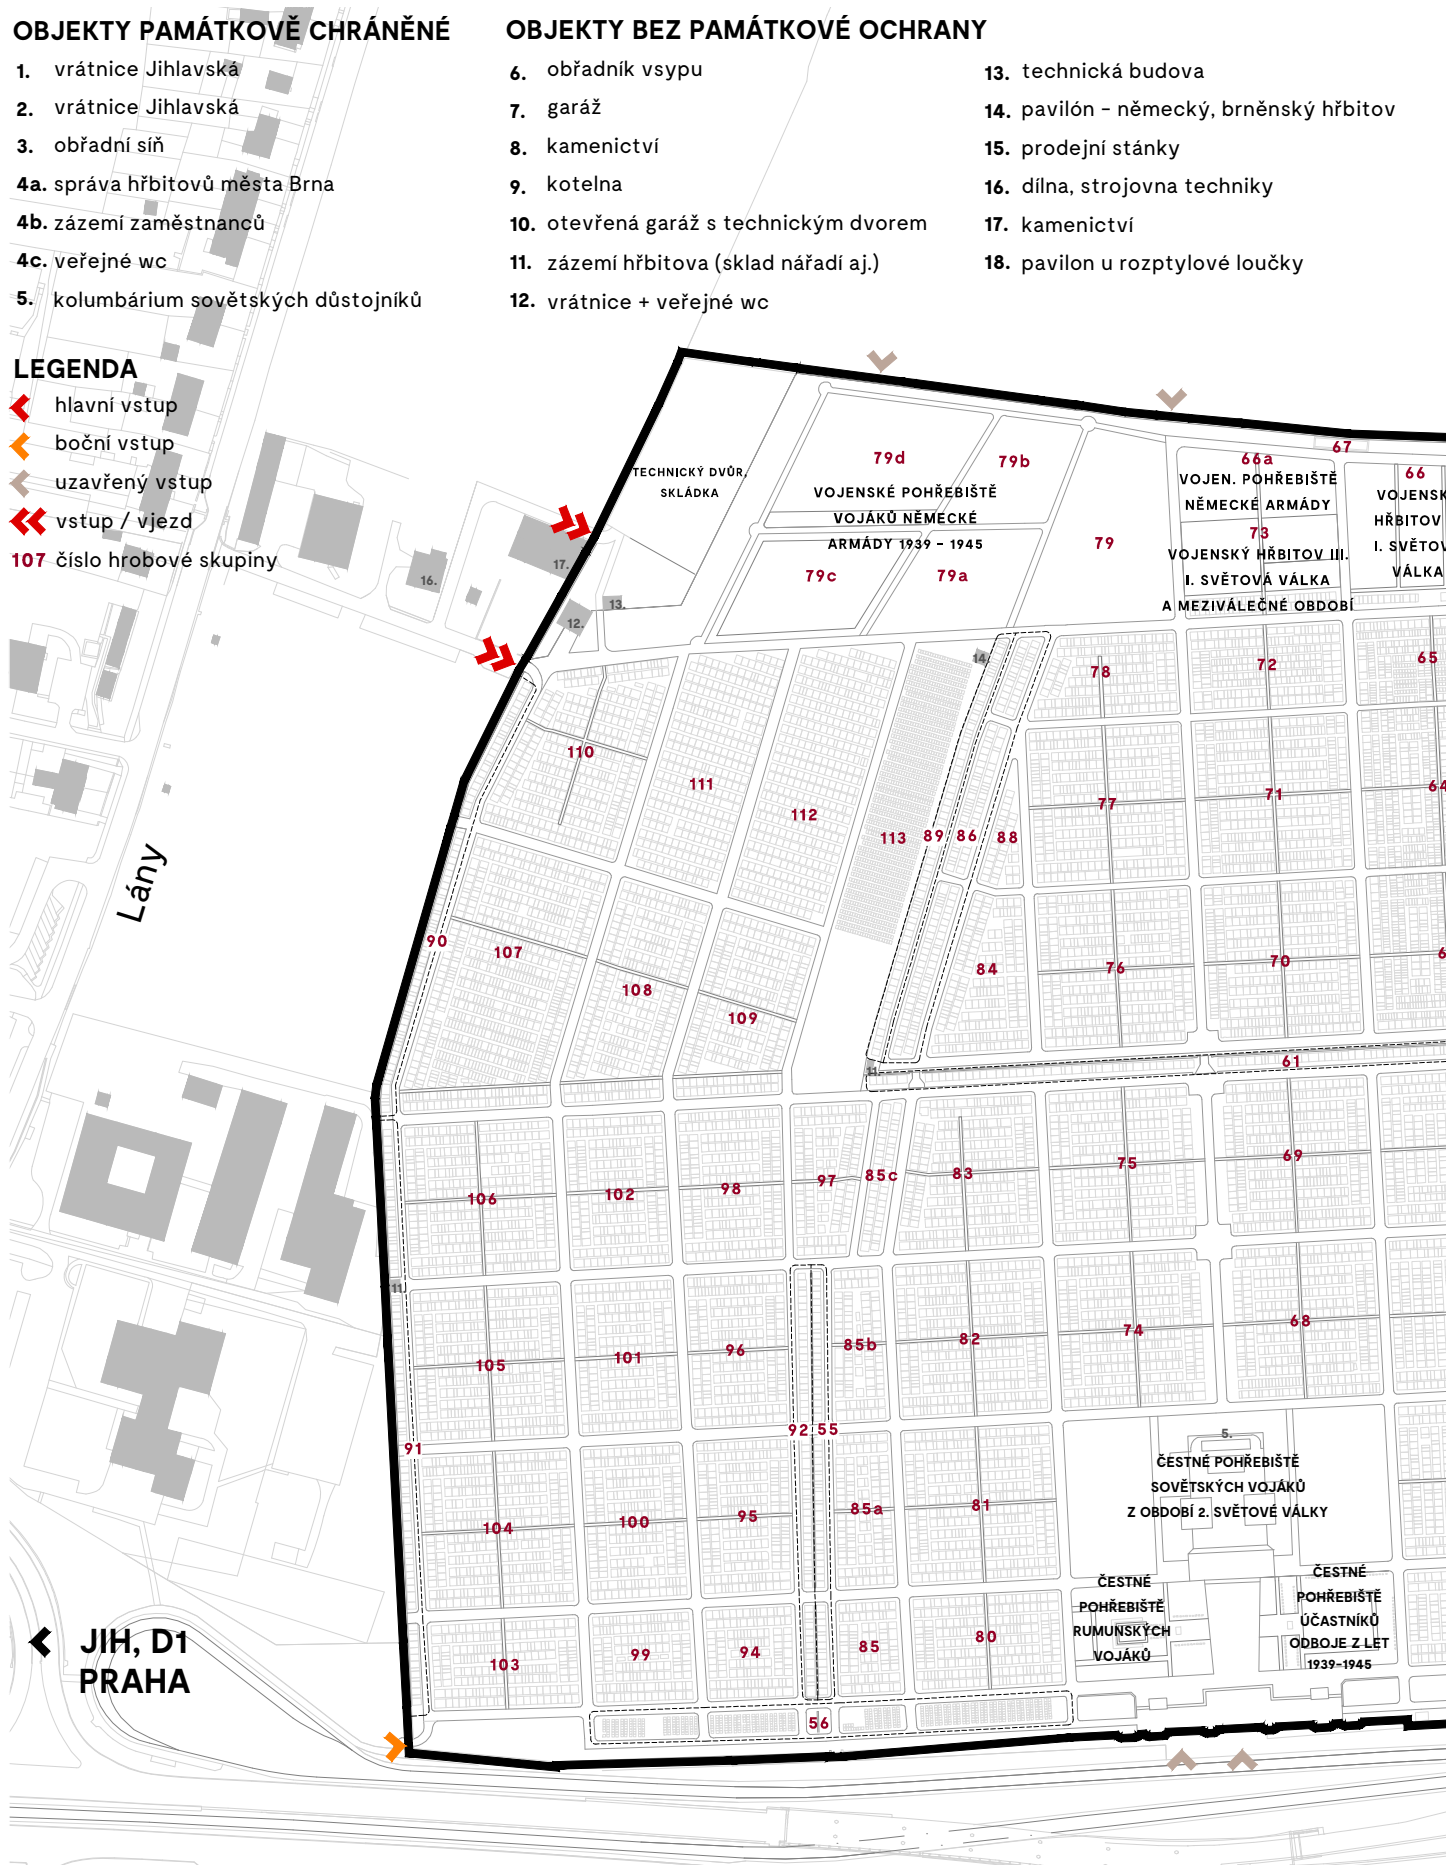 OBJEKTY PAMÁTKOVĚ CHRÁNĚNÉ
1. vrátnice Jihlavská
2. vrátnice Jihlavská
3. obřadní síň
4a. správa hřbitovů města Brna
4b. zázemí zaměstnanců
4c. veřejné wc
5. kolumbárium sovětských důstojníků
OBJEKTY BEZ PAMÁTKOVÉ OCHRANY
6. obřadník vsypu
7. garáž
8. kamenictví
9. kotelna
10. otevřená garáž s technickým dvorem
11. zázemí hřbitova (sklad nářadí aj.)
12. vrátnice + veřejné wc
13. technická budova
14. pavilón - německý, brněnský hřbitov
15. prodejní stánky
16. dílna, strojovna techniky
17. kamenictví
18. pavilon u rozptylové loučky
LEGENDA
hlavní vstup
boční vstup
uzavřený vstup
vstup / vjezd
107 číslo hrobové skupiny
TECHNICKÝ DVŮR,
SKLÁDKA
79d
79b
VOJENSKÉ POHŘEBIŠTĚ
VOJÁKŮ NĚMECKÉ
ARMÁDY 1939 - 1945
79c
79a
79
67
66a
VOJEN. POHŘEBIŠTĚ
NĚMECKÉ ARMÁDY
73
VOJENSKÝ HŘBITOV III.
I. SVĚTOVÁ VÁLKA
A MEZIVÁLEČNÉ OBDOBÍ
66
VOJENSK
HŘBITOV
I. SVĚTOV
VÁLKA
17.
16.
13.
12.
14.
78
72
65
110
111
112
113
89
86
88
77
71
64
Lány
90
107
108
109
84
76
70
6
11.
61
106
102
98
97
85c
83
75
69
11.
105
101
96
85b
82
74
68
91
92
55
5.
ČESTNÉ POHŘEBIŠTĚ
SOVĚTSKÝCH VOJÁKŮ
Z OBDOBÍ 2. SVĚTOVÉ VÁLKY
104
100
95
85a
81
ČESTNÉ
POHŘEBIŠTĚ
RUMUNSKÝCH
VOJÁKŮ
ČESTNÉ
POHŘEBIŠTĚ
ÚČASTNÍKŮ
ODBOJE Z LET
1939-1945
JIH, D1
PRAHA
103
99
94
85
80
56